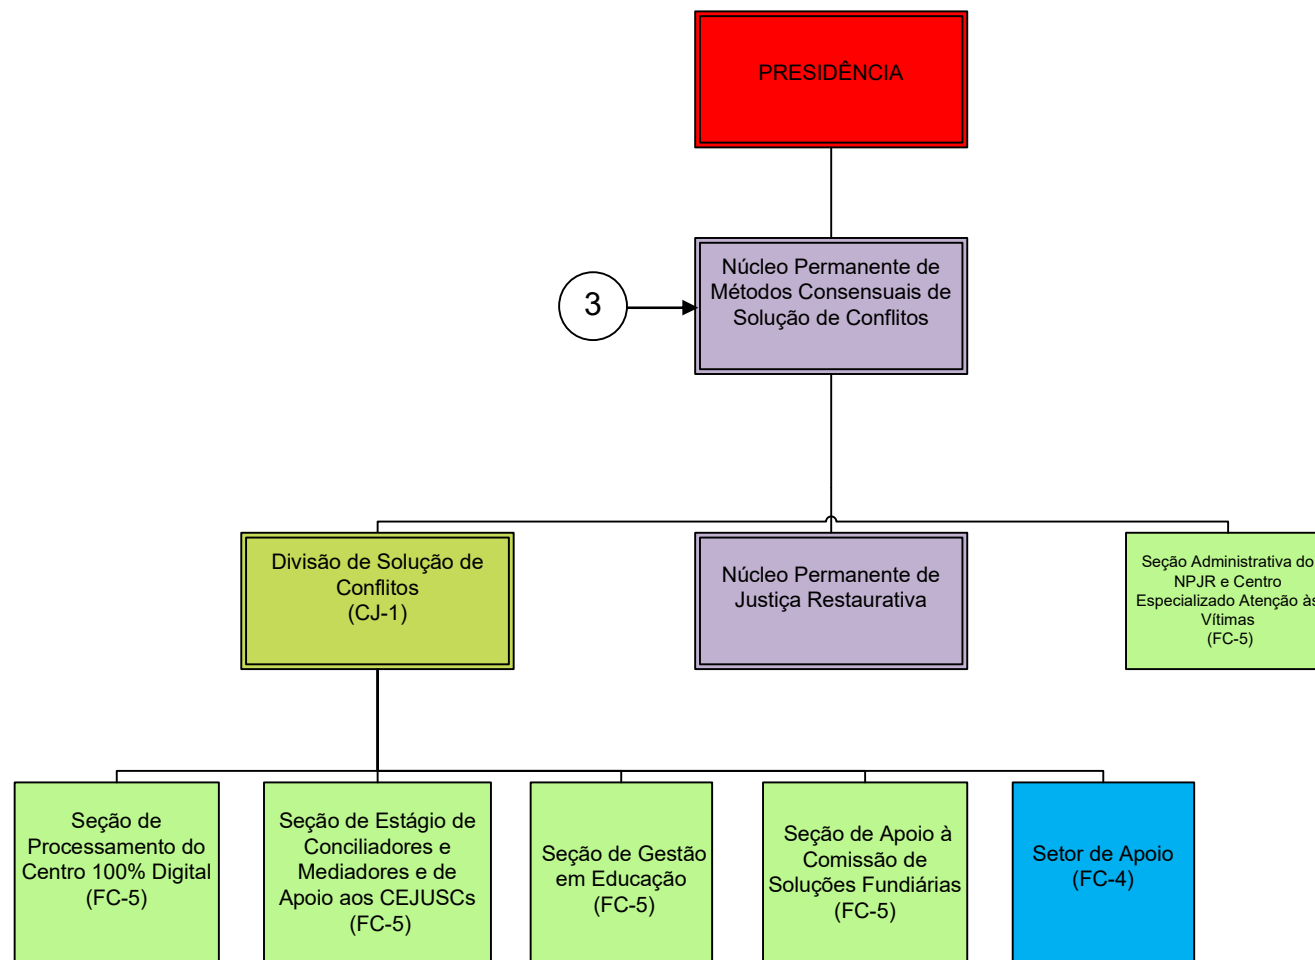 PRESIDÊNCIA
Núcleo Permanente de
Métodos Consensuais de
Solução de Conflitos
3
Divisão de Solução de
Conflitos
(CJ-1)
Núcleo Permanente de
Justiça Restaurativa
Seção Administrativa do
NPJR e Centro
Especializado Atenção às
Vítimas
(FC-5)
Seção de
Processamento do
Centro 100% Digital
(FC-5)
Seção de Estágio de
Conciliadores e
Mediadores e de
Apoio aos CEJUSCs
(FC-5)
Seção de Gestão
em Educação
(FC-5)
Seção de Apoio à
Comissão de
Soluções Fundiárias
(FC-5)
Setor de Apoio
(FC-4)